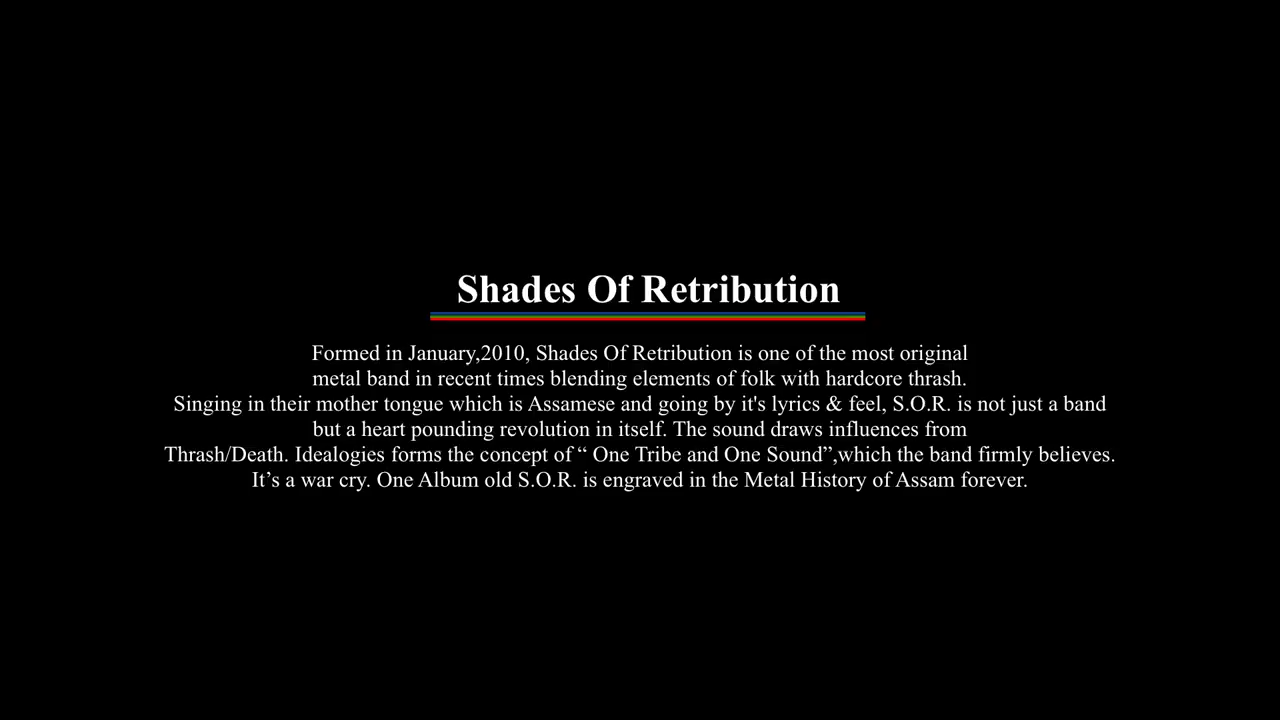 Shades Of Retribution
Formed in January,2010, Shades Of Retribution is one of the most original
metal band in recent times blending elements of folk with hardcore thrash.
Singing in their mother tongue which is Assamese and going by it's lyrics & feel, S.O.R. is not just a band
but a heart pounding revolution in itself. The sound draws influences from
Thrash/Death. Idealogies forms the concept of “ One Tribe and One Sound”,which the band firmly believes.
It’s a war cry. One Album old S.O.R. is engraved in the Metal History of Assam forever.